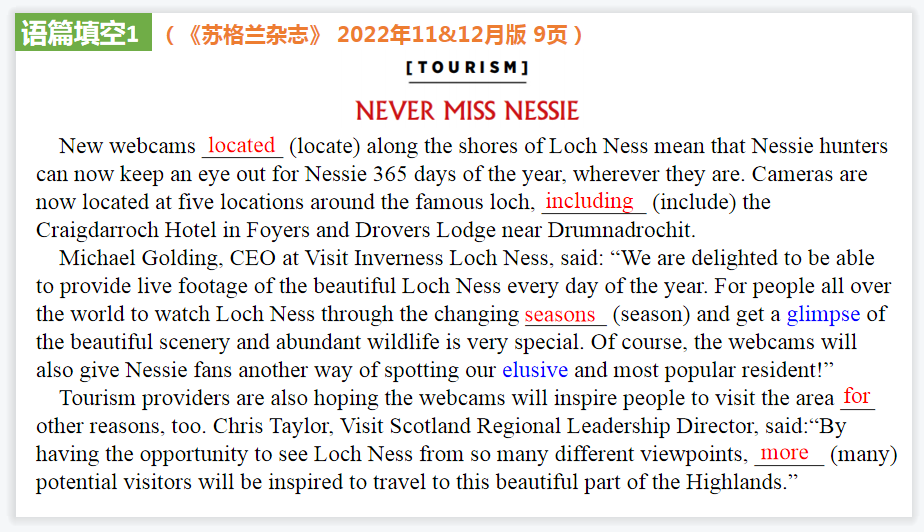 语篇填空1 (《苏格兰杂志》 2022年11&12月版 9页)
[TOURISM]
NEVER MISS NESSIE
New webcams located (locate) along the shores of Loch Ness mean that Nessie hunters
can now keep an eye out for Nessie 365 days of the year, wherever they are. Cameras are
now located at five locations around the famous loch, including (include) the
Craigdarroch Hotel in Foyers and Drovers Lodge near Drumnadrochit.
Michael Golding, CEO at Visit Inverness Loch Ness, said: “We are delighted to be able
to provide live footage of the beautiful Loch Ness every day of the year. For people all over
the world to watch Loch Ness through the changing seasons (season) and get a glimpse of
the beautiful scenery and abundant wildlife is very special. Of course, the webcams will
also give Nessie fans another way of spotting our elusive and most popular resident!”
Tourism providers are also hoping the webcams will inspire people to visit the area for
other reasons, too. Chris Taylor, Visit Scotland Regional Leadership Director, said:“By
having the opportunity to see Loch Ness from so many different viewpoints, more (many)
potential visitors will be inspired to travel to this beautiful part of the Highlands.”